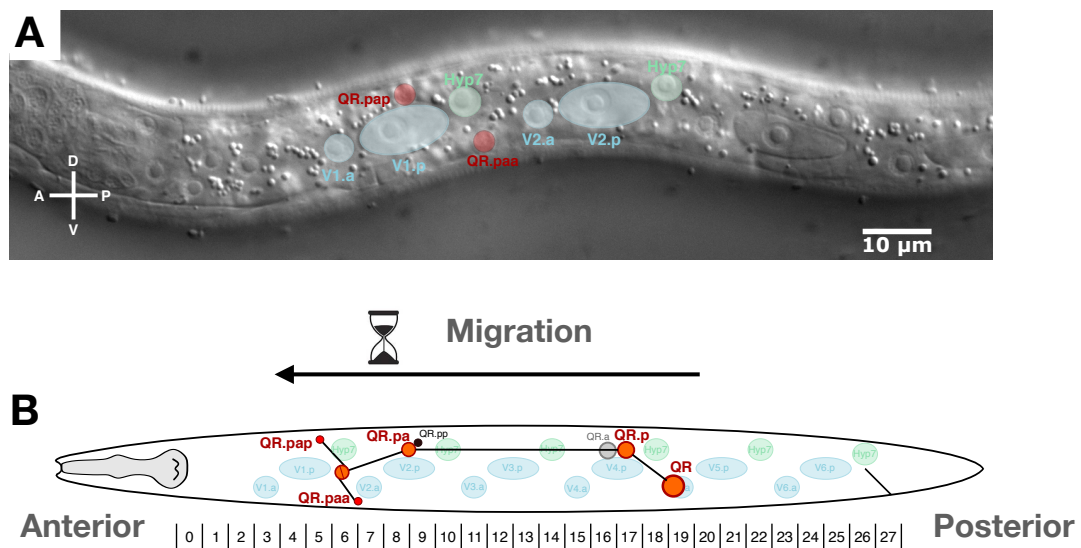 A
Hyp7
Hyp7
QR.pap
V2.a
V2.p
QR.paa
V1.a
V1.p
D
A
P
V
10 µm
Migration
B
QR.pap
Hyp7
QR.pa
QR.pp
Hyp7
Hyp7
QR.a
QR.p
Hyp7
Hyp7
Hyp7
V1.p
V2.p
V3.p
V4.p
QR
V5.p
V6.p
V1.a
V2.a
V3.a
V4.a
a
V6.a
QR.paa
Anterior
0 1 2 3 4 5 6 7 8 9 10 11 12 13 14 15 16 17 18 19 20 21 22 23 24 25 26 27
Posterior